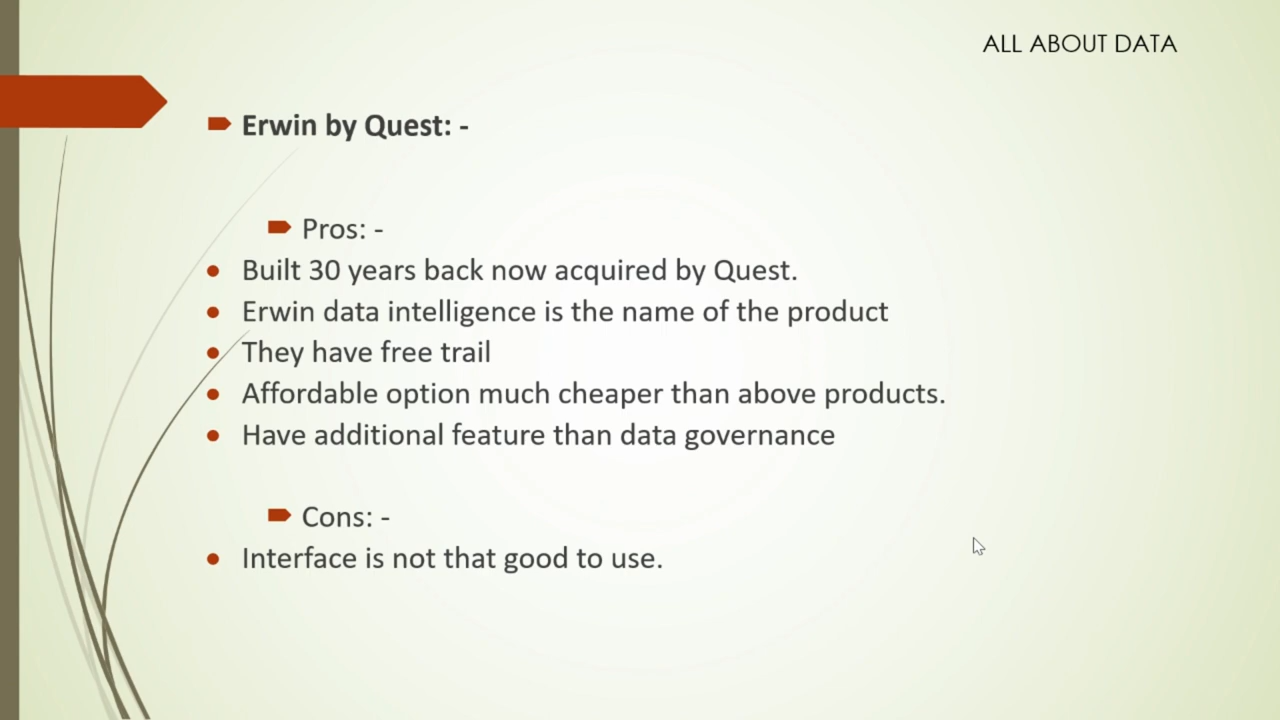 ALL ABOUT DATA
Erwin by Quest: -
Pros: -
Built 30 years back now acquired by Quest.
Erwin data intelligence is the name of the product
They have free trail
Affordable option much cheaper than above products.
Have additional feature than data governance
Cons: -
Interface is not that good to use.